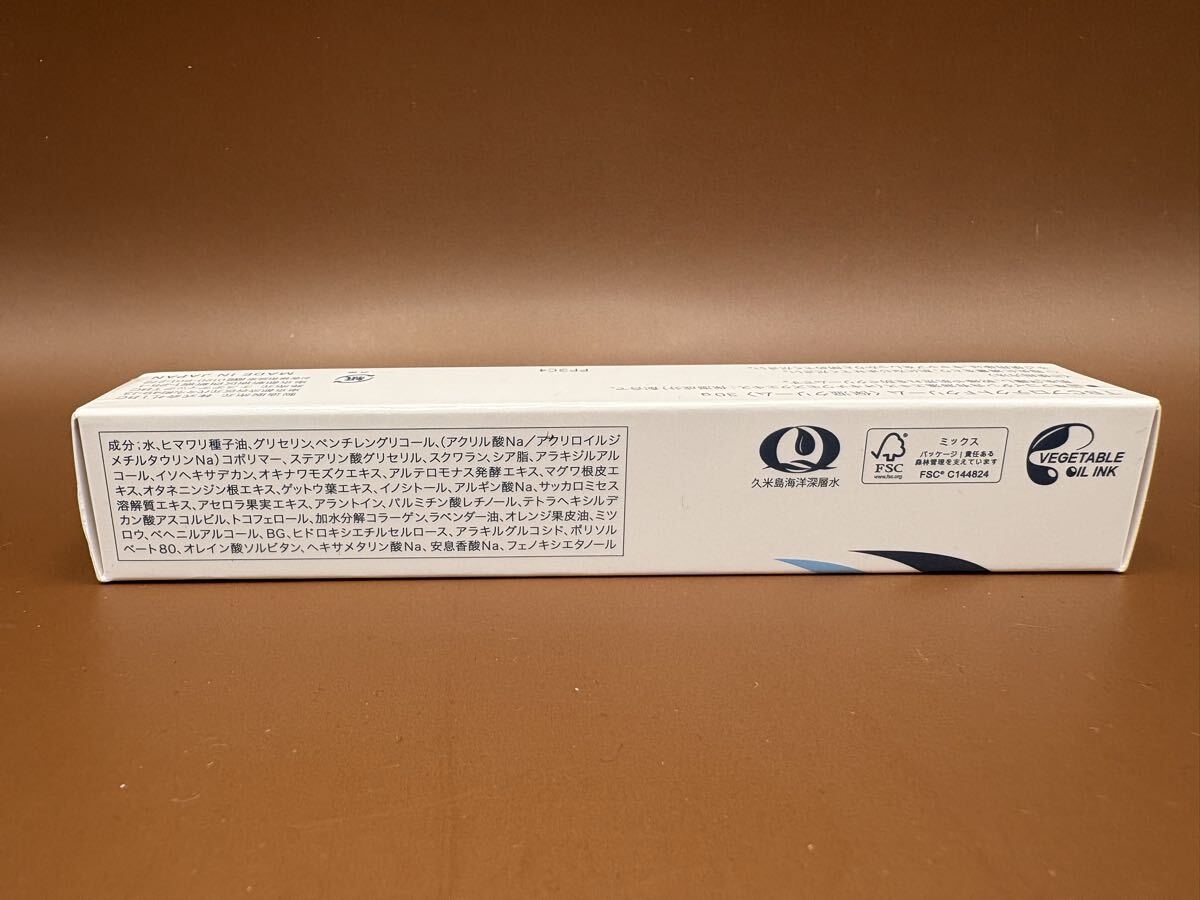 MADE IN JAPAN
PP3C4
成分：水、ヒマワリ種子油、グリセリン、ペンチレングリコール、（アクリル酸Na／アクリロイルジ
メチルタウリンNa）コポリマー、ステアリン酸グリセリル、スクワラン、シア脂、アラキジルアル
コール、イソヘキサデカン、オキナワモズクエキス、アルテロモナス発酵エキス、マグワ根皮エ
キス、オタネニンジン根エキス、ゲットウ葉エキス、イノシトール、アルギン酸Na、サッカロミセス
溶解質エキス、アセロラ果実エキス、アラントイン、パルミチン酸レチノール、テトラヘキシルデ
カン酸アスコルビル、トコフェロール、加水分解コラーゲン、ラベンダー油、オレンジ果皮油、ミツ
ロウ、ベヘニルアルコール、BG、ヒドロキシエチルセルロース、アラキルグルコシド、ポリソル
ベート80、オレイン酸ソルビタン、ヘキサメタリン酸Na、安息香酸Na、フェノキシエタノール
久米島海洋深層水
FSC
www.fsc.org
ミックス
パッケージ｜責任ある
森林管理を支えています
FSC® C144824
VEGETABLE
OIL INK